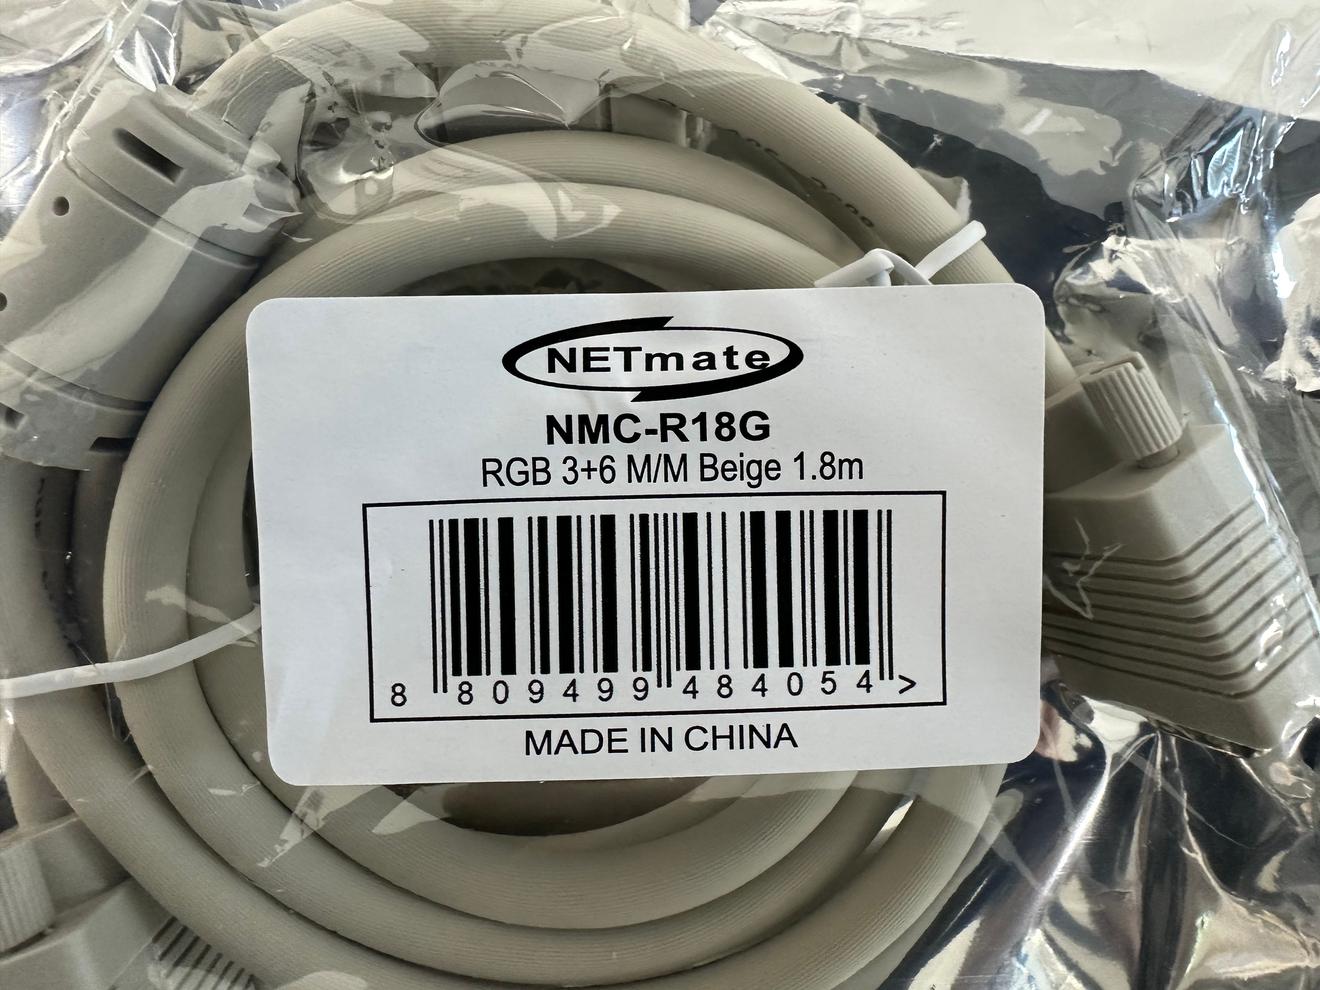 NETmate
NMC-R18G
RGB 3+6 M/M Beige 1.8m
8 809499 484054 >
MADE IN CHINA